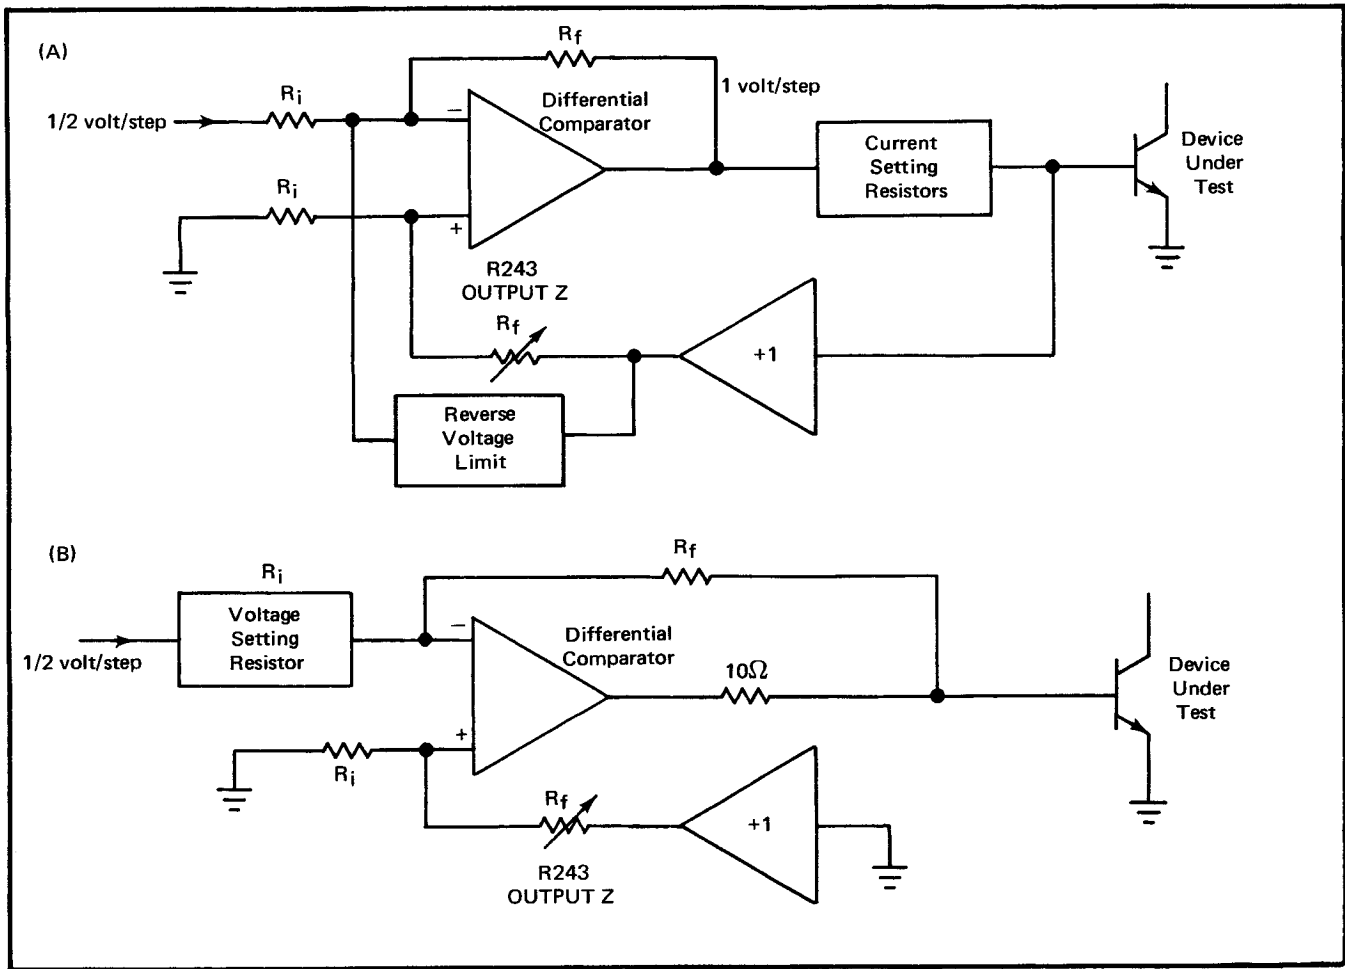 (A)
Rf
1/2 volt/step
Ri
−
Differential
Comparator
1 volt/step
Current
Setting
Resistors
Device
Under
Test
Ri
+
R243
OUTPUT Z
Rf
+1
Reverse
Voltage
Limit
(B)
Rf
Ri
Voltage
Setting
Resistor
1/2 volt/step
−
Differential
Comparator
10Ω
Device
Under
Test
+
Ri
Rf
+1
R243
OUTPUT Z